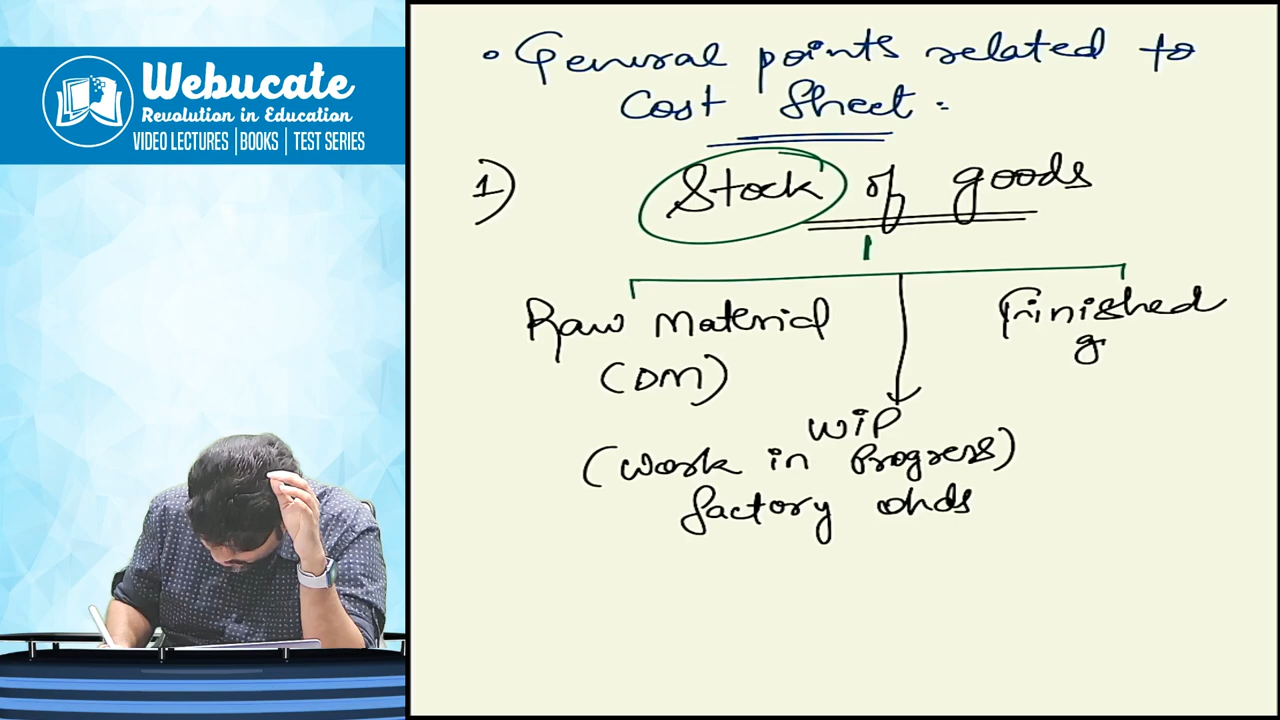 Webucate
Revolution in Education
VIDEO LECTURES | BOOKS | TEST SERIES
• General points related to
Cost Sheet :
1) Stock of goods
Raw Material
(DM)
Finished
g
WIP
(Work in Progress)
factory ohds